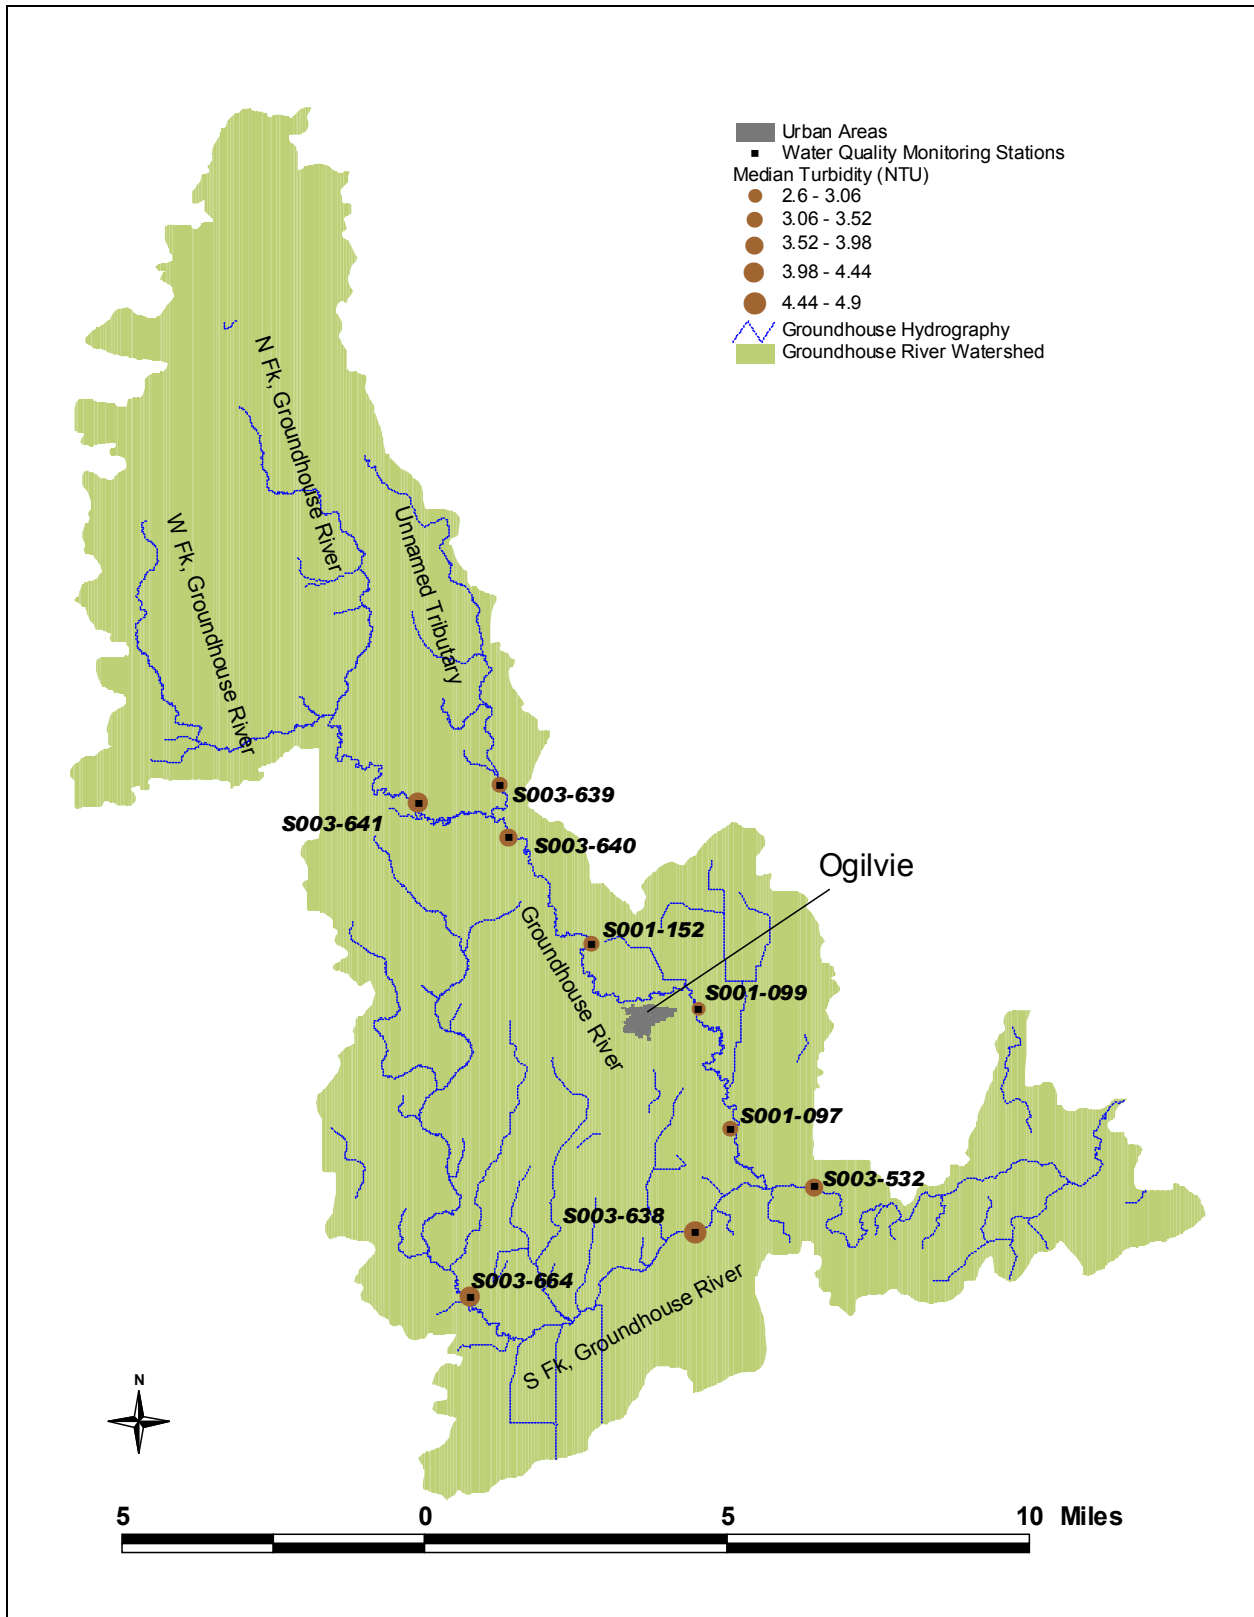 Urban Areas
Water Quality Monitoring Stations
Median Turbidity (NTU)
2.6 - 3.06
3.06 - 3.52
3.52 - 3.98
3.98 - 4.44
4.44 - 4.9
Groundhouse Hydrography
Groundhouse River Watershed
N Fk, Groundhouse River
W Fk, Groundhouse River
Unnamed Tributary
S003-639
S003-641
S003-640
Ogilvie
S001-152
Groundhouse River
S001-099
S001-097
S003-532
S003-638
S003-664
S Fk, Groundhouse River
N
5 0 5 10 Miles